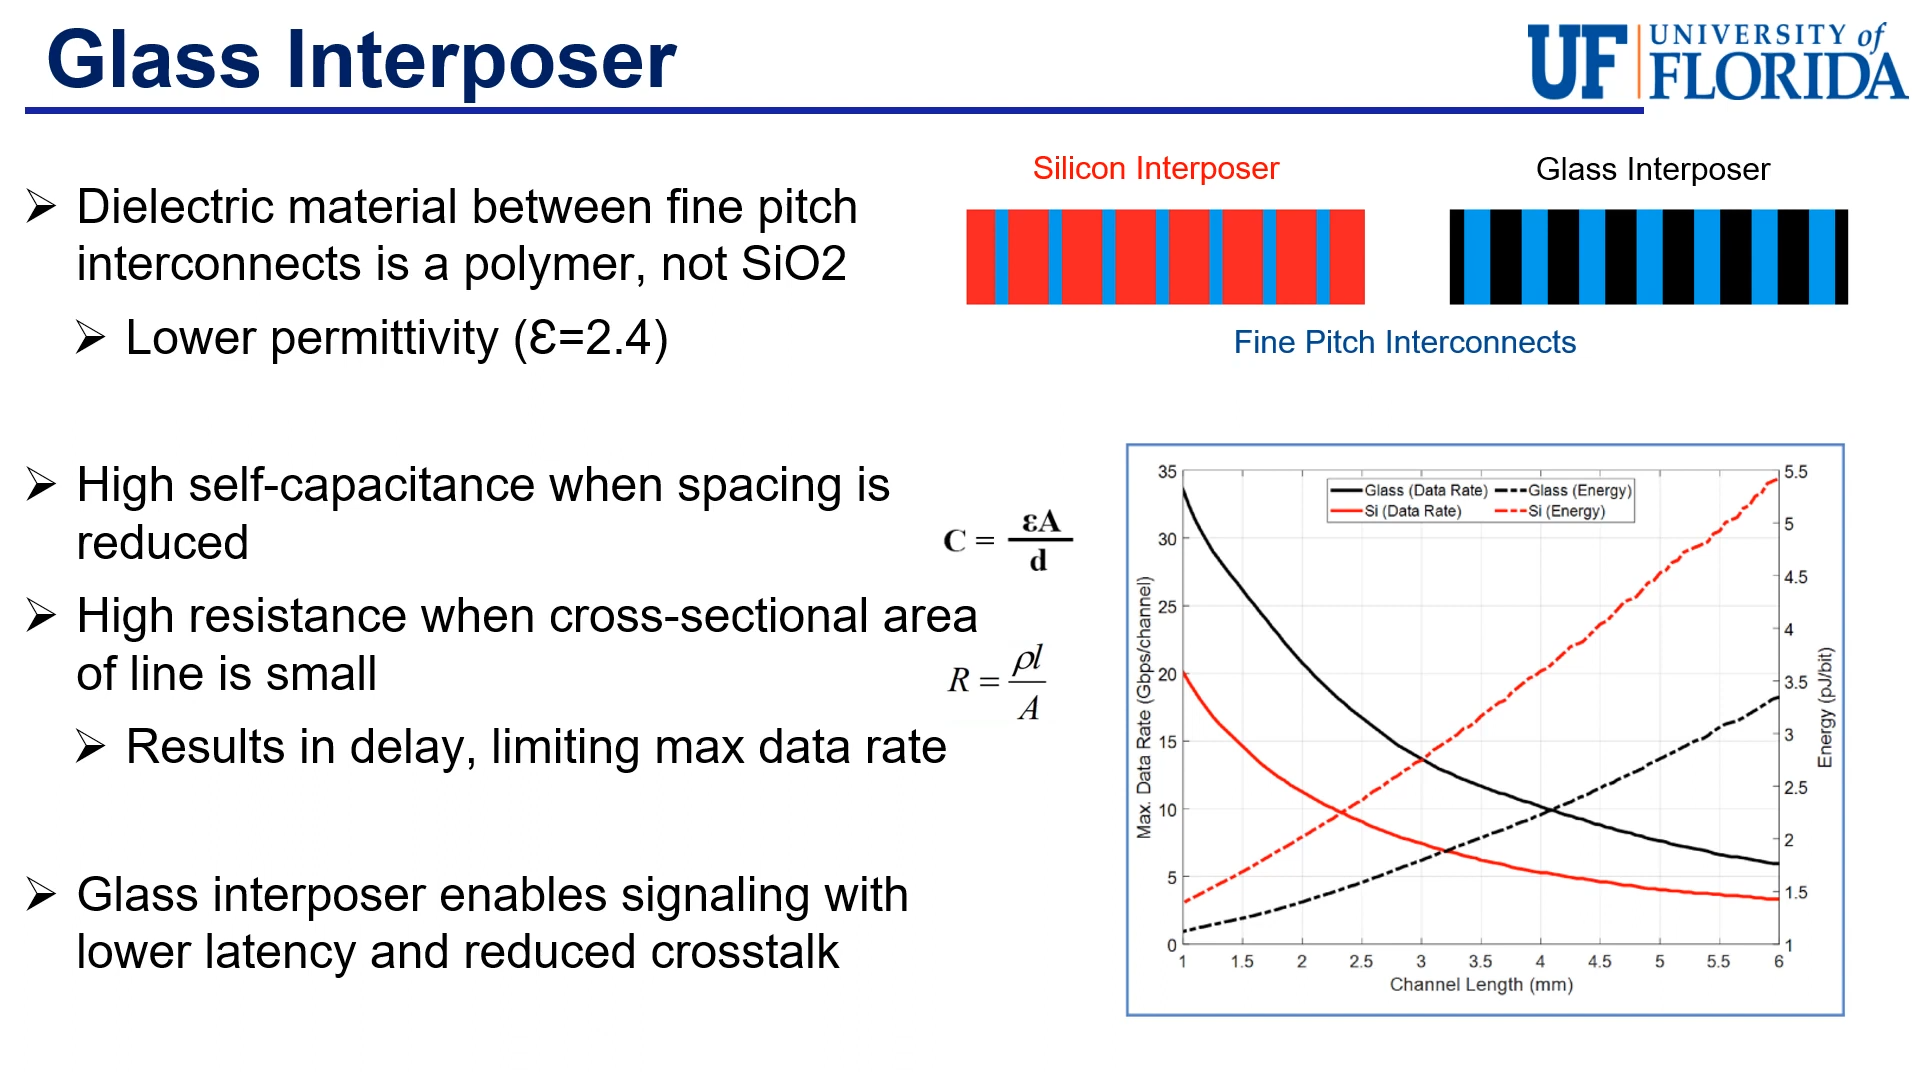 Glass Interposer
UF UNIVERSITY of
FLORIDA
➢ Dielectric material between fine pitch
interconnects is a polymer, not SiO2
➢ Lower permittivity (Ɛ=2.4)
➢ High self-capacitance when spacing is
reduced
➢ High resistance when cross-sectional area
of line is small
➢ Results in delay, limiting max data rate
➢ Glass interposer enables signaling with
lower latency and reduced crosstalk
Silicon Interposer
Glass Interposer
Fine Pitch Interconnects
C = εA
d
R = ρl
A
Glass (Data Rate) Glass (Energy)
Si (Data Rate) Si (Energy)
Max. Data Rate (Gbps/channel)
35
30
25
20
15
10
5
0
5.5
5
4.5
4
3.5
3
2.5
2
1.5
1
Energy (pJ/bit)
1 1.5 2 2.5 3 3.5 4 4.5 5 5.5 6
Channel Length (mm)